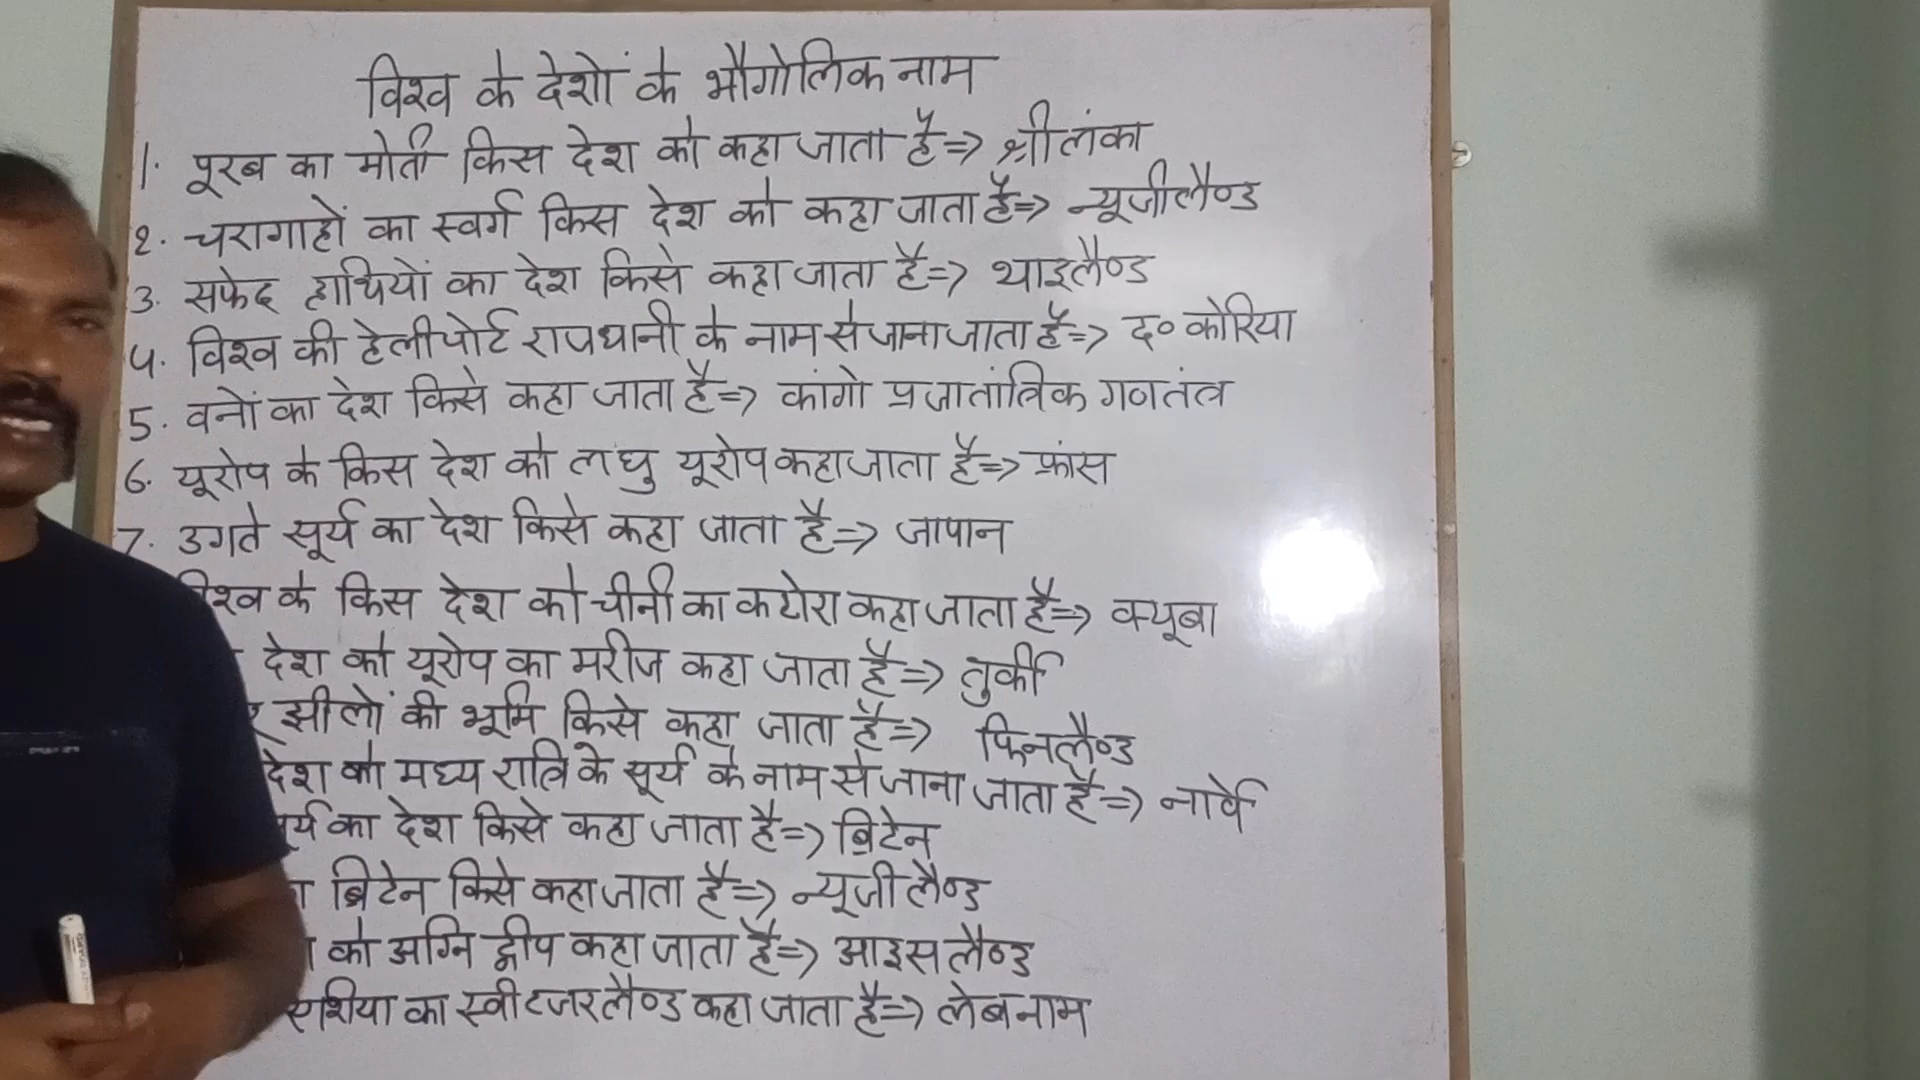 विश्व के देशों के भौगोलिक नाम
1. पूरब का मोती किस देश को कहा जाता है => श्रीलंका
2. चरागाहों का स्वर्ग किस देश को कहा जाता है => न्यूजीलैण्ड
3. सफेद हाथियों का देश किसे कहा जाता है => थाइलैण्ड
4. विश्व की हेलीपोर्ट राजधानी के नाम से जाना जाता है => द० कोरिया
5. वनों का देश किसे कहा जाता है => कांगो प्रजातांत्रिक गणतंत्र
6. यूरोप के किस देश को लघु यूरोप कहा जाता है => फ्रांस
7. उगते सूर्य का देश किसे कहा जाता है => जापान
विश्व के किस देश को चीनी का कटोरा कहा जाता है => क्यूबा
देश को यूरोप का मरीज कहा जाता है => तुर्की
झीलों की भूमि किसे कहा जाता है => फिनलैण्ड
देश को मध्य रात्रि के सूर्य के नाम से जाना जाता है => नार्वे
सूर्य का देश किसे कहा जाता है => ब्रिटेन
ब्रिटेन किसे कहा जाता है => न्यूजीलैण्ड
को अग्नि द्वीप कहा जाता है => आइसलैण्ड
एशिया का स्वीटजरलैण्ड कहा जाता है => लेबनाम